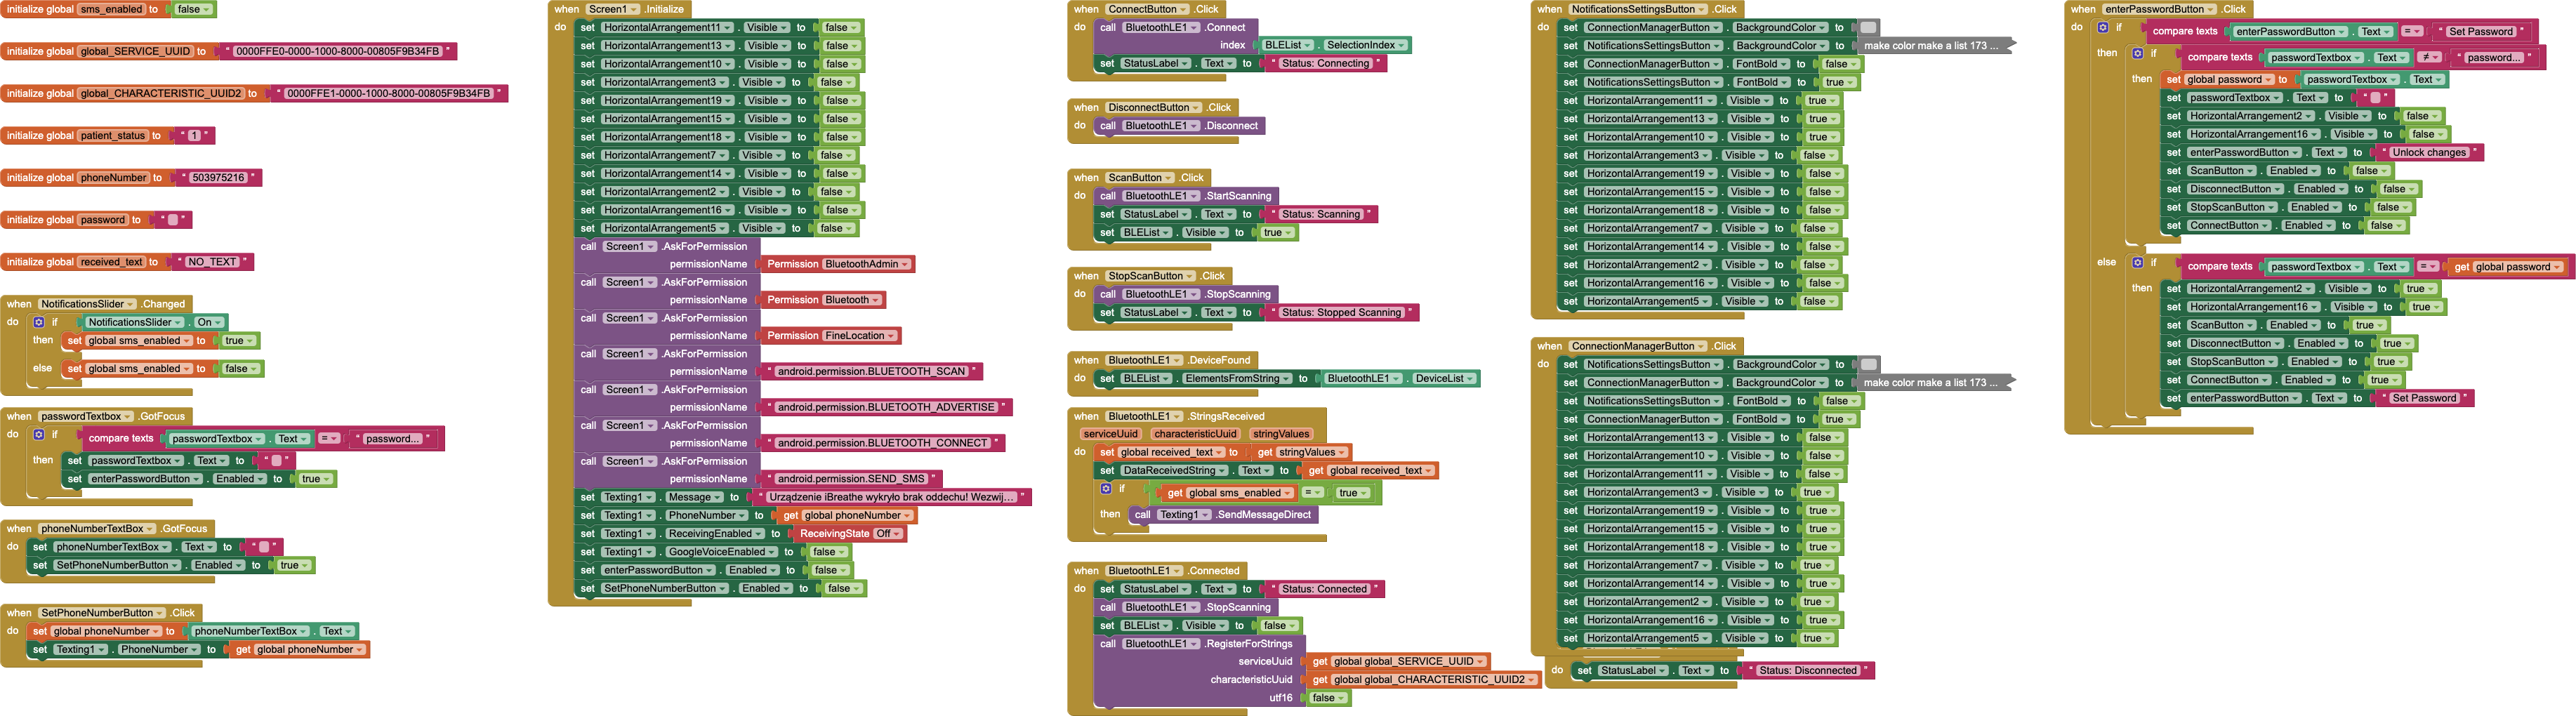 initialize global sms_enabled to false
initialize global global_SERVICE_UUID to " 0000FFE0-0000-1000-8000-00805F9B34FB "
initialize global global_CHARACTERISTIC_UUID2 to " 0000FFE1-0000-1000-8000-00805F9B34FB "
initialize global patient_status to " 1 "
initialize global phoneNumber to " 503975216 "
initialize global password to " "
initialize global received_text to " NO_TEXT "
when NotificationsSlider .Changed
do if NotificationsSlider . On
then set global sms_enabled to true
else set global sms_enabled to false
when passwordTextbox .GotFocus
do if compare texts passwordTextbox . Text = " password... "
then set passwordTextbox . Text to " "
set enterPasswordButton . Enabled to true
when phoneNumberTextBox .GotFocus
do set phoneNumberTextBox . Text to " "
set SetPhoneNumberButton . Enabled to true
when SetPhoneNumberButton .Click
do set global phoneNumber to phoneNumberTextBox . Text
set Texting1 . PhoneNumber to get global phoneNumber
when Screen1 .Initialize
do set HorizontalArrangement11 . Visible to false
set HorizontalArrangement13 . Visible to false
set HorizontalArrangement10 . Visible to false
set HorizontalArrangement3 . Visible to false
set HorizontalArrangement19 . Visible to false
set HorizontalArrangement15 . Visible to false
set HorizontalArrangement18 . Visible to false
set HorizontalArrangement7 . Visible to false
set HorizontalArrangement14 . Visible to false
set HorizontalArrangement2 . Visible to false
set HorizontalArrangement16 . Visible to false
set HorizontalArrangement5 . Visible to false
call Screen1 .AskForPermission
permissionName Permission BluetoothAdmin
call Screen1 .AskForPermission
permissionName Permission Bluetooth
call Screen1 .AskForPermission
permissionName Permission FineLocation
call Screen1 .AskForPermission
permissionName " android.permission.BLUETOOTH_SCAN "
call Screen1 .AskForPermission
permissionName " android.permission.BLUETOOTH_ADVERTISE "
call Screen1 .AskForPermission
permissionName " android.permission.BLUETOOTH_CONNECT "
call Screen1 .AskForPermission
permissionName " android.permission.SEND_SMS "
set Texting1 . Message to " Urządzenie iBreathe wykryło brak oddechu! Wezwij... "
set Texting1 . PhoneNumber to get global phoneNumber
set Texting1 . ReceivingEnabled to ReceivingState Off
set Texting1 . GoogleVoiceEnabled to false
set enterPasswordButton . Enabled to false
set SetPhoneNumberButton . Enabled to false
when ConnectButton .Click
do call BluetoothLE1 .Connect
index BLEList . SelectionIndex
set StatusLabel . Text to " Status: Connecting "
when DisconnectButton .Click
do call BluetoothLE1 .Disconnect
when ScanButton .Click
do call BluetoothLE1 .StartScanning
set StatusLabel . Text to " Status: Scanning "
set BLEList . Visible to true
when StopScanButton .Click
do call BluetoothLE1 .StopScanning
set StatusLabel . Text to " Status: Stopped Scanning "
when BluetoothLE1 .DeviceFound
do set BLEList . ElementsFromString to BluetoothLE1 . DeviceList
when BluetoothLE1 .StringsReceived
serviceUuid characteristicUuid stringValues
do set global received_text to get stringValues
set DataReceivedString . Text to get global received_text
if get global sms_enabled = true
then call Texting1 .SendMessageDirect
when BluetoothLE1 .Connected
do set StatusLabel . Text to " Status: Connected "
call BluetoothLE1 .StopScanning
set BLEList . Visible to false
call BluetoothLE1 .RegisterForStrings
serviceUuid get global global_SERVICE_UUID
characteristicUuid get global global_CHARACTERISTIC_UUID2
utf16 false
when NotificationsSettingsButton .Click
do set ConnectionManagerButton . BackgroundColor to
set NotificationsSettingsButton . BackgroundColor to make color make a list 173 ...
set ConnectionManagerButton . FontBold to false
set NotificationsSettingsButton . FontBold to true
set HorizontalArrangement11 . Visible to true
set HorizontalArrangement13 . Visible to true
set HorizontalArrangement10 . Visible to true
set HorizontalArrangement3 . Visible to false
set HorizontalArrangement19 . Visible to false
set HorizontalArrangement15 . Visible to false
set HorizontalArrangement18 . Visible to false
set HorizontalArrangement7 . Visible to false
set HorizontalArrangement14 . Visible to false
set HorizontalArrangement2 . Visible to false
set HorizontalArrangement16 . Visible to false
set HorizontalArrangement5 . Visible to false
when ConnectionManagerButton .Click
do set NotificationsSettingsButton . BackgroundColor to
set ConnectionManagerButton . BackgroundColor to make color make a list 173 ...
set NotificationsSettingsButton . FontBold to false
set ConnectionManagerButton . FontBold to true
set HorizontalArrangement13 . Visible to false
set HorizontalArrangement10 . Visible to false
set HorizontalArrangement11 . Visible to false
set HorizontalArrangement3 . Visible to true
set HorizontalArrangement19 . Visible to true
set HorizontalArrangement15 . Visible to true
set HorizontalArrangement18 . Visible to true
set HorizontalArrangement7 . Visible to true
set HorizontalArrangement14 . Visible to true
set HorizontalArrangement2 . Visible to true
set HorizontalArrangement16 . Visible to true
set HorizontalArrangement5 . Visible to true
do set StatusLabel . Text to " Status: Disconnected "
when enterPasswordButton .Click
do if compare texts enterPasswordButton . Text = " Set Password "
then if compare texts passwordTextbox . Text ≠ " password... "
then set global password to passwordTextbox . Text
set passwordTextbox . Text to " "
set HorizontalArrangement2 . Visible to false
set HorizontalArrangement16 . Visible to false
set enterPasswordButton . Text to " Unlock changes "
set ScanButton . Enabled to false
set DisconnectButton . Enabled to false
set StopScanButton . Enabled to false
set ConnectButton . Enabled to false
else if compare texts passwordTextbox . Text = get global password
then set HorizontalArrangement2 . Visible to true
set HorizontalArrangement16 . Visible to true
set ScanButton . Enabled to true
set DisconnectButton . Enabled to true
set StopScanButton . Enabled to true
set ConnectButton . Enabled to true
set enterPasswordButton . Text to " Set Password "